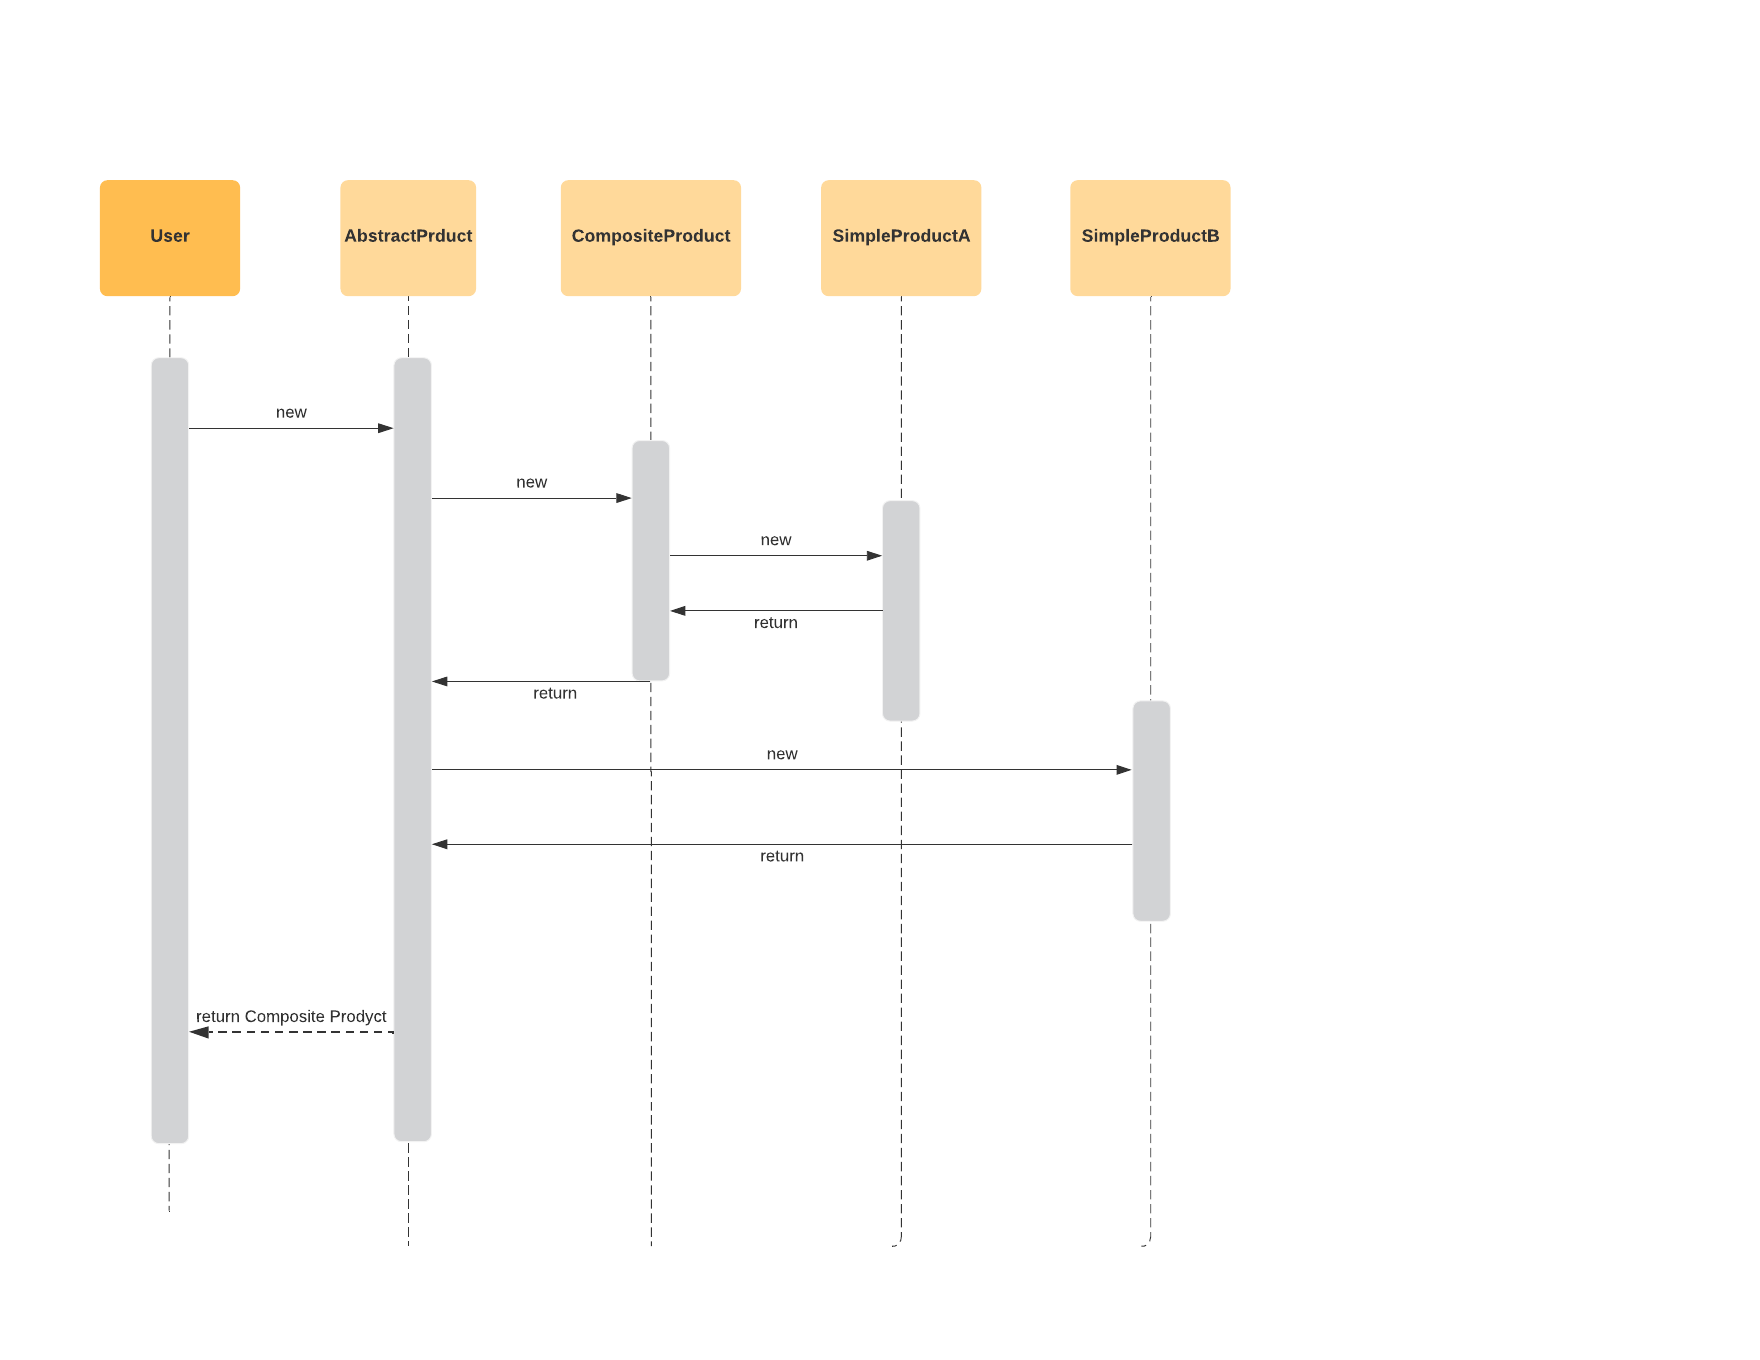 User
AbstractPrduct
CompositeProduct
SimpleProductA
SimpleProductB
new
new
new
return
return
new
return
return Composite Prodyct